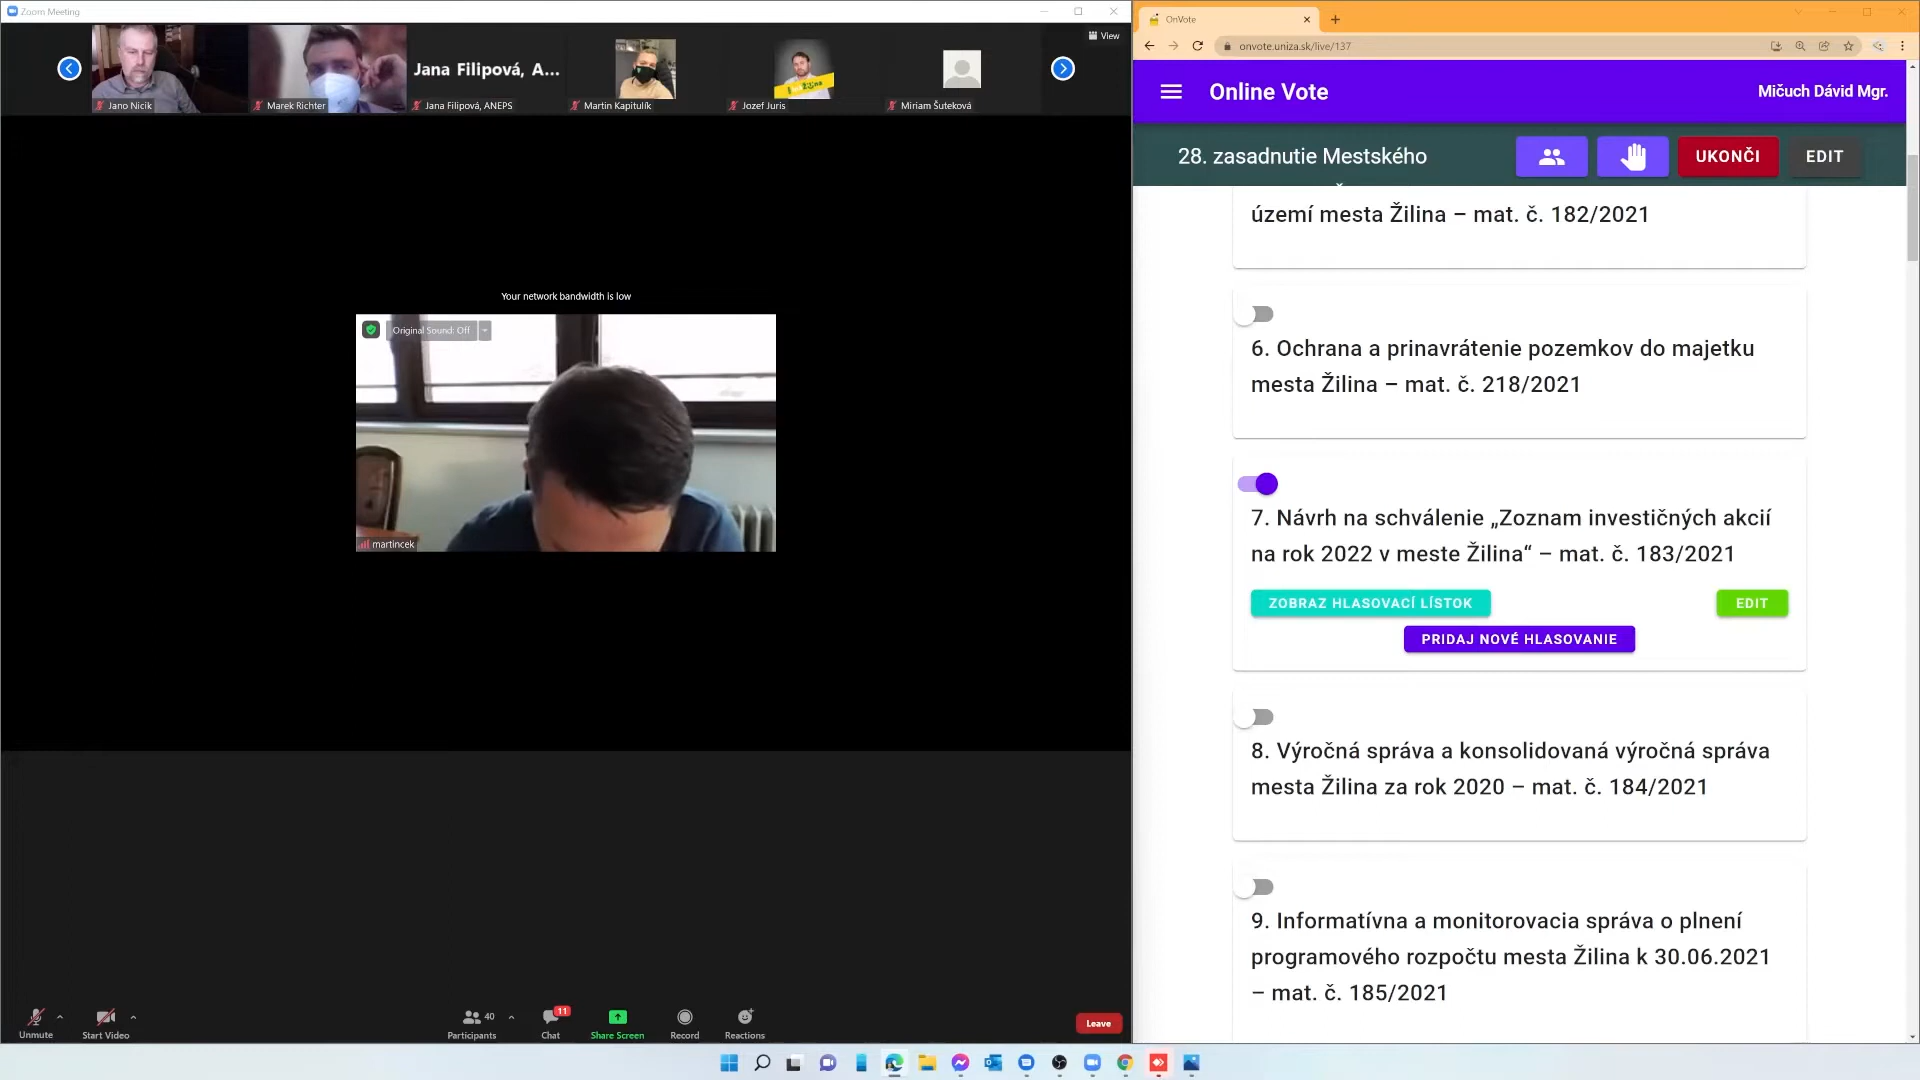 Zoom Meeting
View
Jana Filipová, A...
Jano Nicik
Marek Richter
Jana Filipová, ANEPS
Martin Kapitulík
Jozef Juris
Miriam Šuteková
Your network bandwidth is low
Original Sound: Off
martincek
Unmute
Start Video
40
Participants
11
Chat
Share Screen
Record
Reactions
Leave
OnVote
onvote.uniza.sk/live/137
Online Vote
Mičuch Dávid Mgr.
28. zasadnutie Mestského
UKONČI
EDIT
území mesta Žilina – mat. č. 182/2021
6. Ochrana a prinavrátenie pozemkov do majetku
mesta Žilina – mat. č. 218/2021
7. Návrh na schválenie „Zoznam investičných akcií
na rok 2022 v meste Žilina“ – mat. č. 183/2021
ZOBRAZ HLASOVACÍ LÍSTOK
EDIT
PRIDAJ NOVÉ HLASOVANIE
8. Výročná správa a konsolidovaná výročná správa
mesta Žilina za rok 2020 – mat. č. 184/2021
9. Informatívna a monitorovacia správa o plnení
programového rozpočtu mesta Žilina k 30.06.2021
– mat. č. 185/2021